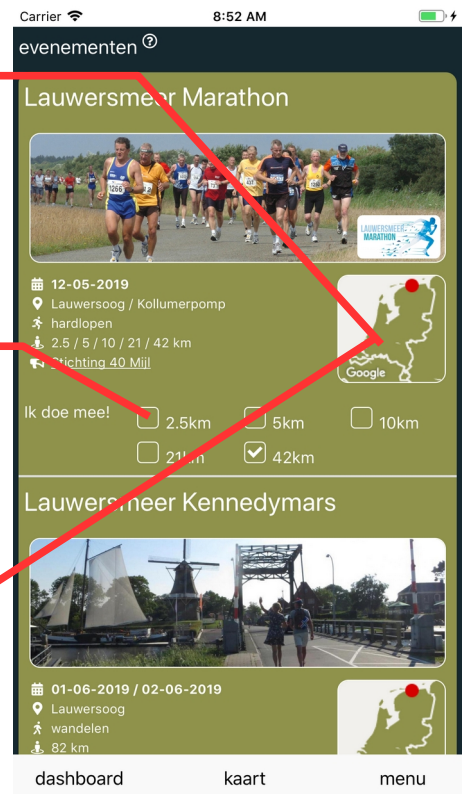 Carrier 8:52 AM
evenementen ?
Lauwersmeer Marathon
1266
LAUWERSMEER
MARATHON
12-05-2019
Lauwersoog / Kollumerpomp
hardlopen
2.5 / 5 / 10 / 21 / 42 km
Stichting 40 Mijl
Google
Ik doe mee!
2.5km 5km 10km
21km 42km
Lauwersmeer Kennedymars
01-06-2019 / 02-06-2019
Lauwersoog
wandelen
82 km
dashboard kaart menu